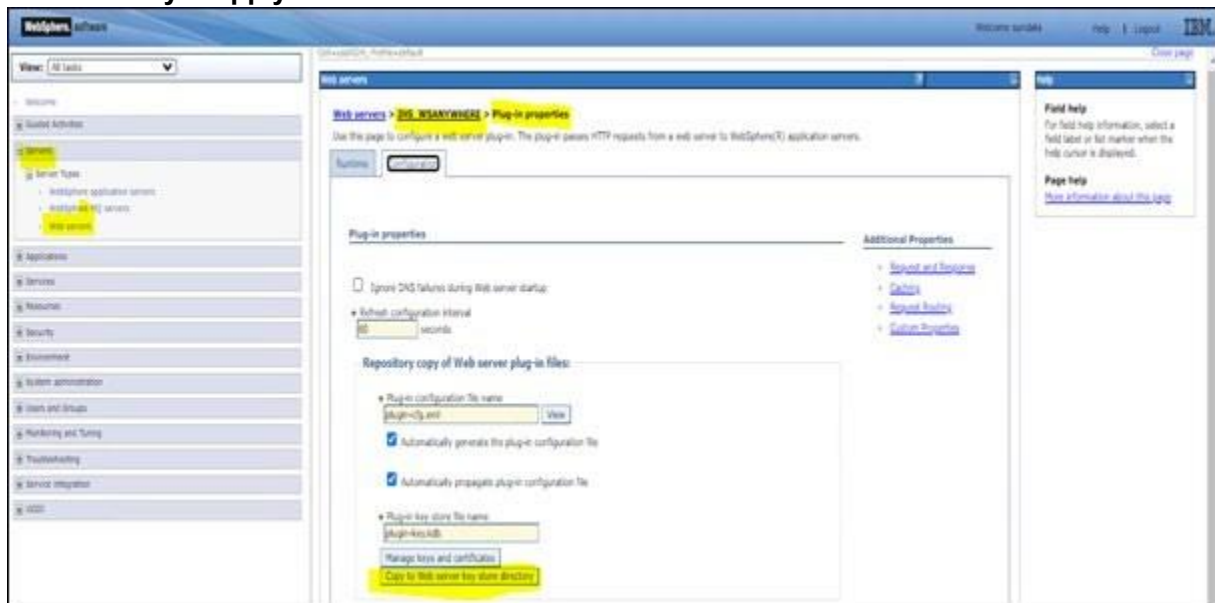 WebSphere. software
Welcome
Help | Logout
IBM.
View: All tasks
Close page
Web servers
Help
Welcome
Guided Activities
Servers
Server Types
WebSphere application servers
WebSphere MQ servers
Web servers
Applications
Services
Resources
Security
Environment
System administration
Users and Groups
Monitoring and Tuning
Troubleshooting
Service integration
UDDI
Web servers > IHS_WSANYWHERE > Plug-in properties
Use this page to configure a web server plug-in. The plug-in passes HTTP requests from a web server to WebSphere(R) application servers.
Runtime
Configuration
Plug-in properties
Ignore DNS failures during Web server startup
* Refresh configuration interval
60 seconds
Repository copy of Web server plug-in files:
* Plug-in configuration file name
plugin-cfg.xml View
Automatically generate the plug-in configuration file
Automatically propagate plug-in configuration file
* Plug-in key store file name
plugin-key.kdb
Manage keys and certificates
Copy to Web server key store directory
Additional Properties
Request and Response
Caching
Request Routing
Custom Properties
Field help
For field help information, select a
field label or list marker when the
help cursor is displayed.
Page help
More information about this page